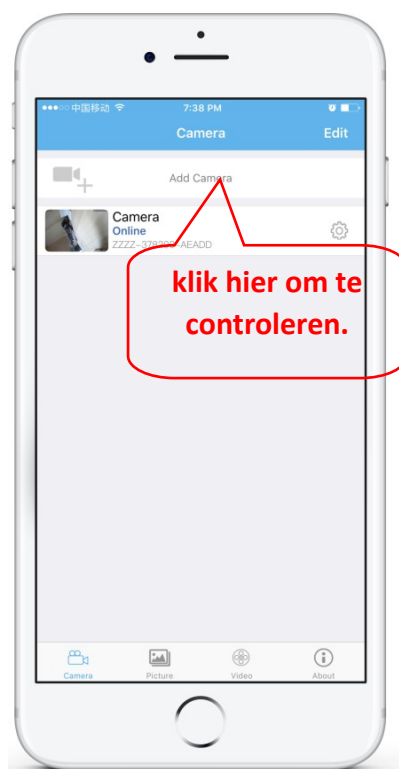 中国移动 7:38 PM
Camera Edit
Add Camera
Camera
Online
klik hier om te
controleren.
Camera Picture Video About